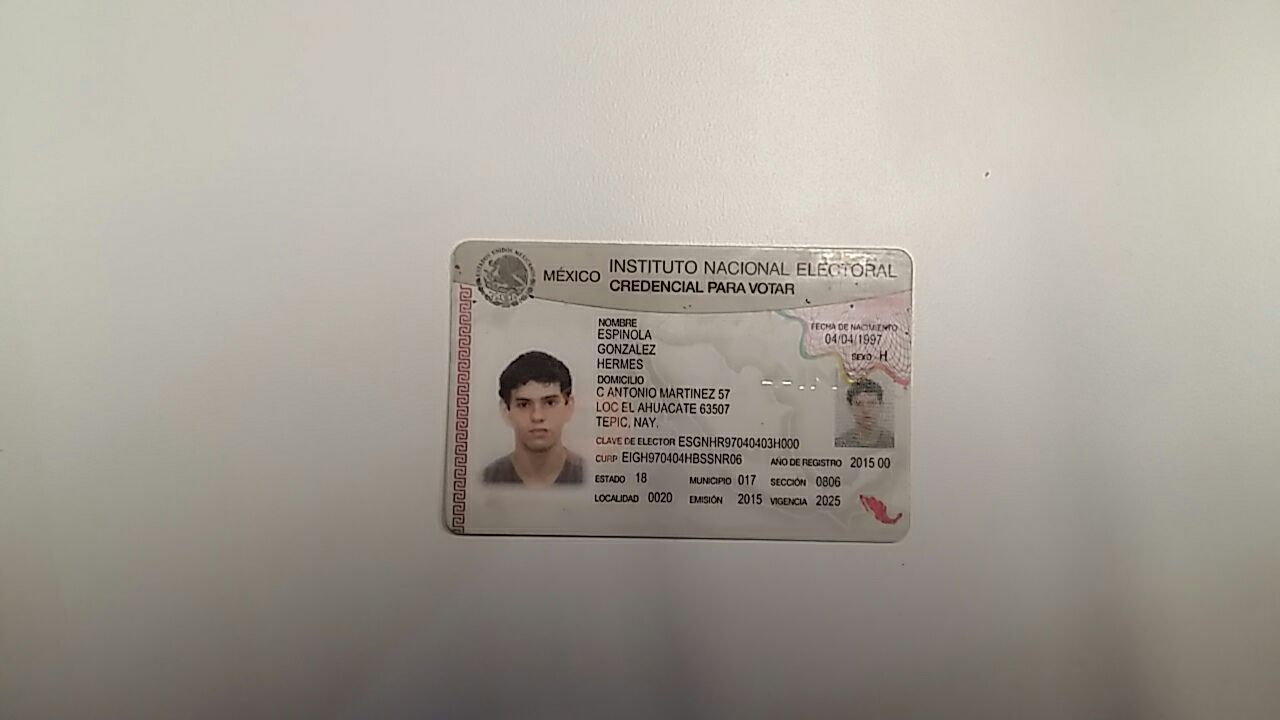 ESTADOS UNIDOS MEXICANOS
MÉXICO INSTITUTO NACIONAL ELECTORAL
CREDENCIAL PARA VOTAR
NOMBRE
ESPINOLA
GONZALEZ
HERMES
FECHA DE NACIMIENTO
04/04/1997
SEXO H
DOMICILIO
C ANTONIO MARTINEZ 57
LOC EL AHUACATE 63507
TEPIC, NAY.
CLAVE DE ELECTOR ESGNHR97040403H000
CURP EIGH970404HBSSNR06 AÑO DE REGISTRO 2015 00
ESTADO 18 MUNICIPIO 017 SECCIÓN 0806
LOCALIDAD 0020 EMISIÓN 2015 VIGENCIA 2025